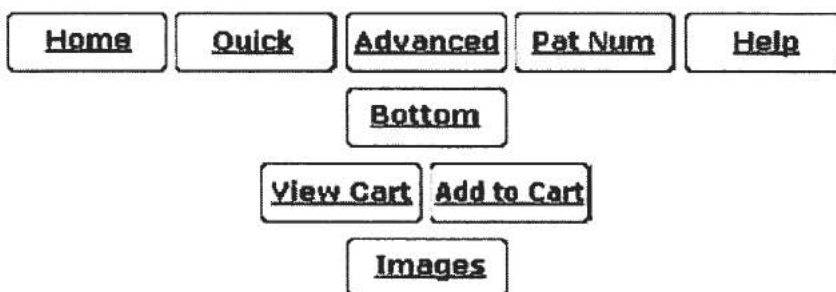 Home Quick Advanced Pat Num Help
Bottom
View Cart Add to Cart
Images